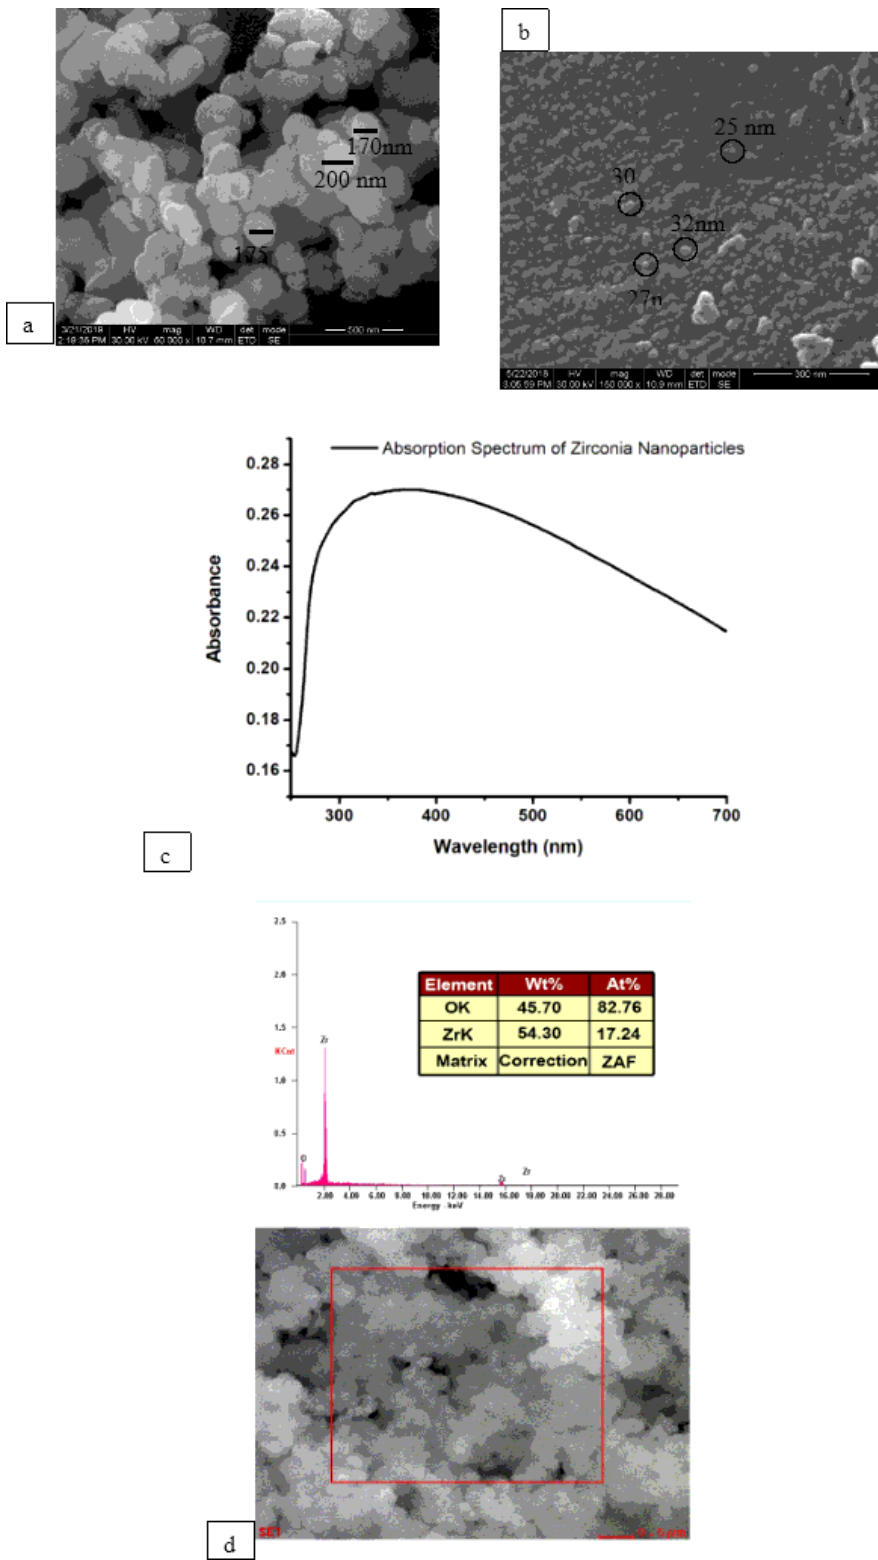 b
25 nm
170nm
200 nm
30
32nm
175
27n
a
3/21/2018 HV mag WD det mode 500 nm
2:19:36 PM 30.00 kV 60 000 x 10.7 mm ETD SE
5/22/2018 HV mag WD det mode 300 nm
3:05:59 PM 30.00 kV 150 000 x 10.9 mm ETD SE
Absorption Spectrum of Zirconia Nanoparticles
0.28
0.26
0.24
0.22
0.20
0.18
0.16
Absorbance
300 400 500 600 700
Wavelength (nm)
c
2.5
2.0
1.5
1.0
0.5
0.0
KCnt
Zr
O
Zr
Zr
Element Wt% At%
OK 45.70 82.76
ZrK 54.30 17.24
Matrix Correction ZAF
2.00 4.00 6.00 8.00 10.00 12.00 14.00 16.00 18.00 20.00 22.00 24.00 26.00 28.00
Energy - keV
SE1
d